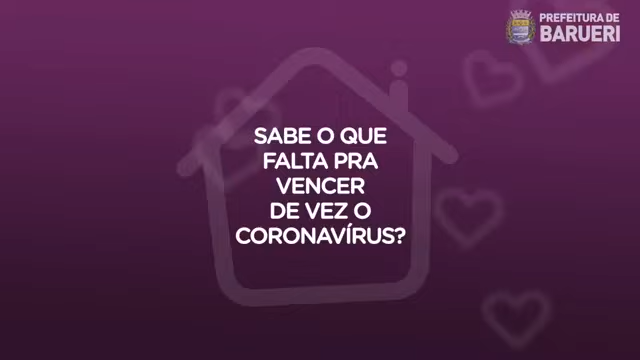 PREFEITURA DE
BARUERI
SABE O QUE
FALTA PRA
VENCER
DE VEZ O
CORONAVÍRUS?